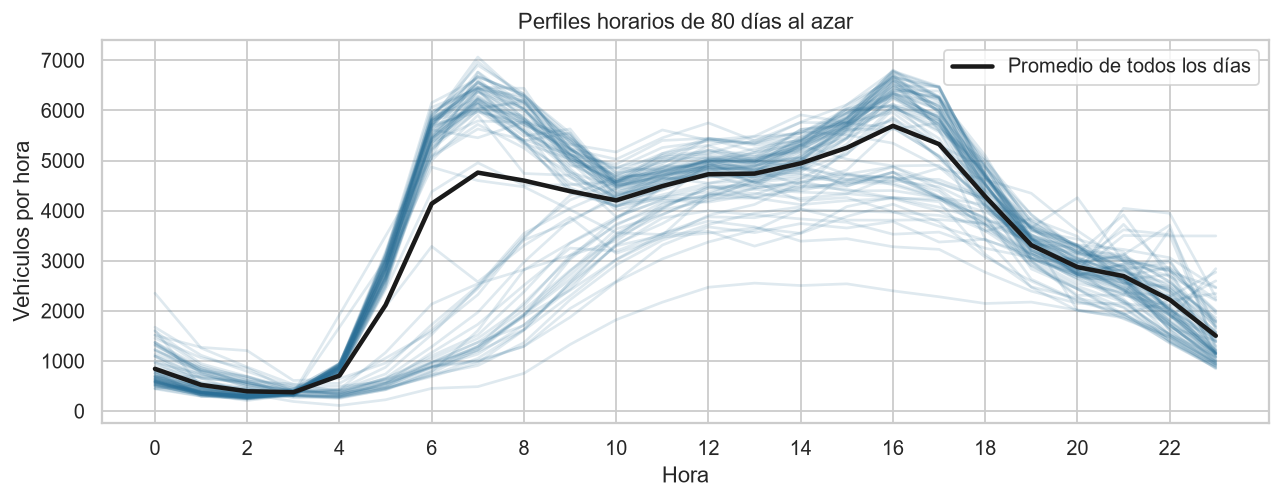 Perfiles horarios de 80 días al azar
Promedio de todos los días
Vehículos por hora
7000
6000
5000
4000
3000
2000
1000
0
0 2 4 6 8 10 12 14 16 18 20 22
Hora